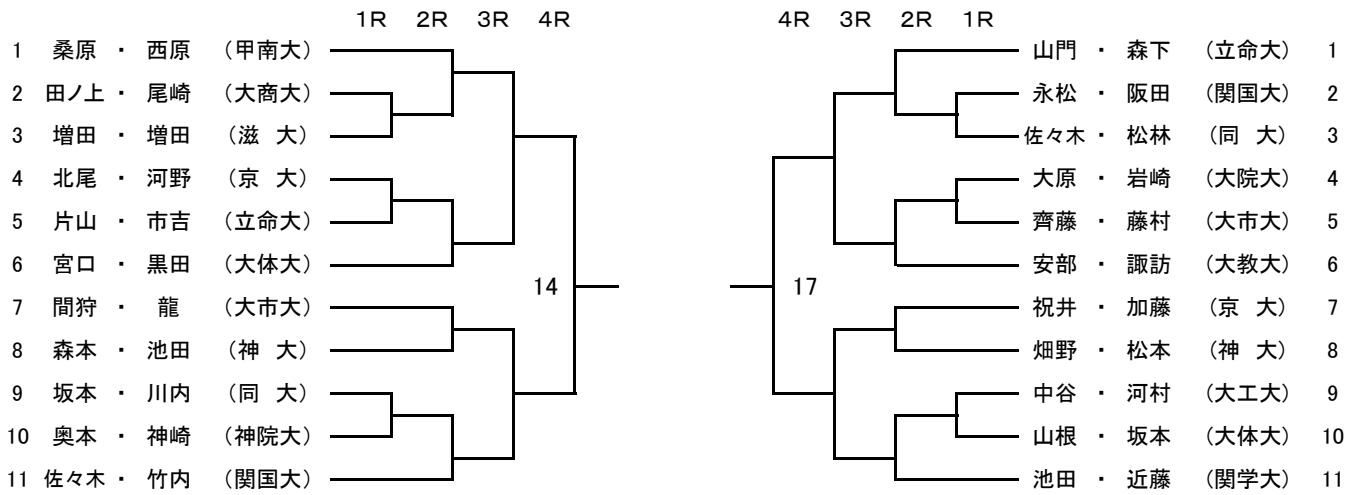 1R 2R 3R 4R
1 桑原 ・ 西原 (甲南大)
2 田ノ上 ・ 尾崎 (大商大)
3 増田 ・ 増田 (滋 大)
4 北尾 ・ 河野 (京 大)
5 片山 ・ 市吉 (立命大)
6 宮口 ・ 黒田 (大体大)
14
7 間狩 ・ 龍 (大市大)
8 森本 ・ 池田 (神 大)
9 坂本 ・ 川内 (同 大)
10 奥本 ・ 神崎 (神院大)
11 佐々木 ・ 竹内 (関国大)
4R 3R 2R 1R
山門 ・ 森下 (立命大) 1
永松 ・ 阪田 (関国大) 2
佐々木 ・ 松林 (同 大) 3
大原 ・ 岩崎 (大院大) 4
齊藤 ・ 藤村 (大市大) 5
安部 ・ 諏訪 (大教大) 6
17
祝井 ・ 加藤 (京 大) 7
畑野 ・ 松本 (神 大) 8
中谷 ・ 河村 (大工大) 9
山根 ・ 坂本 (大体大) 10
池田 ・ 近藤 (関学大) 11